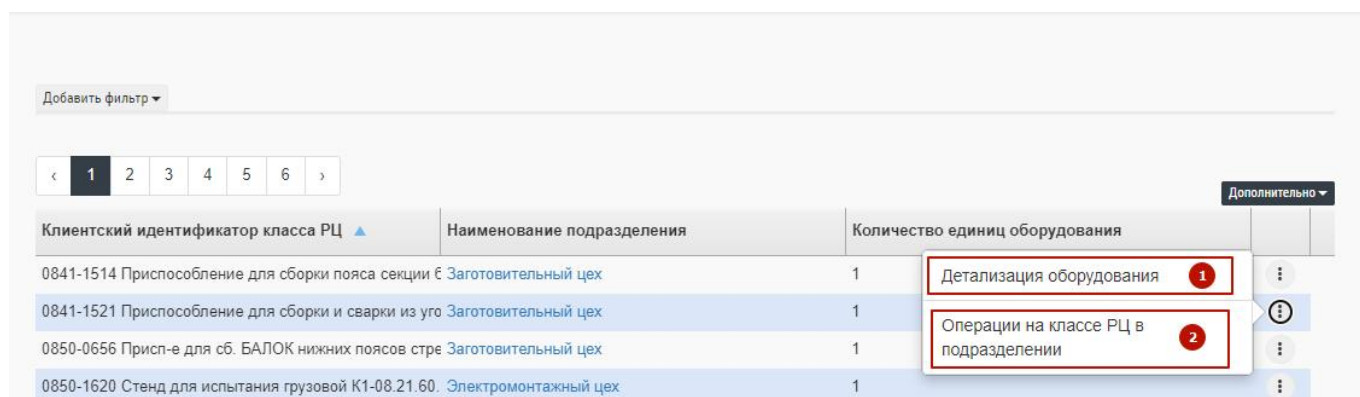 Добавить фильтр
‹ 1 2 3 4 5 6 ›
Дополнительно
Клиентский идентификатор класса РЦ Наименование подразделения Количество единиц оборудования
0841-1514 Приспособление для сборки пояса секции Заготовительный цех 1 Детализация оборудования 1
0841-1521 Приспособление для сборки и сварки из уго Заготовительный цех 1 Операции на классе РЦ в
подразделении 2
0850-0656 Присп-е для сб. БАЛОК нижних поясов стре Заготовительный цех 1
0850-1620 Стенд для испытания грузовой К1-08.21.60. Электромонтажный цех 1